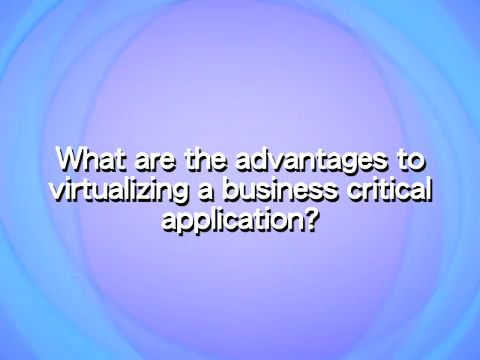 What are the advantages to
virtualizing a business critical
application?